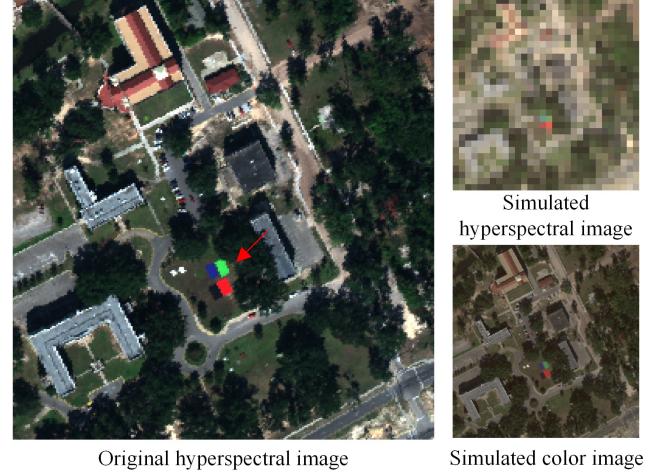 Simulated
hyperspectral image
Original hyperspectral image
Simulated color image